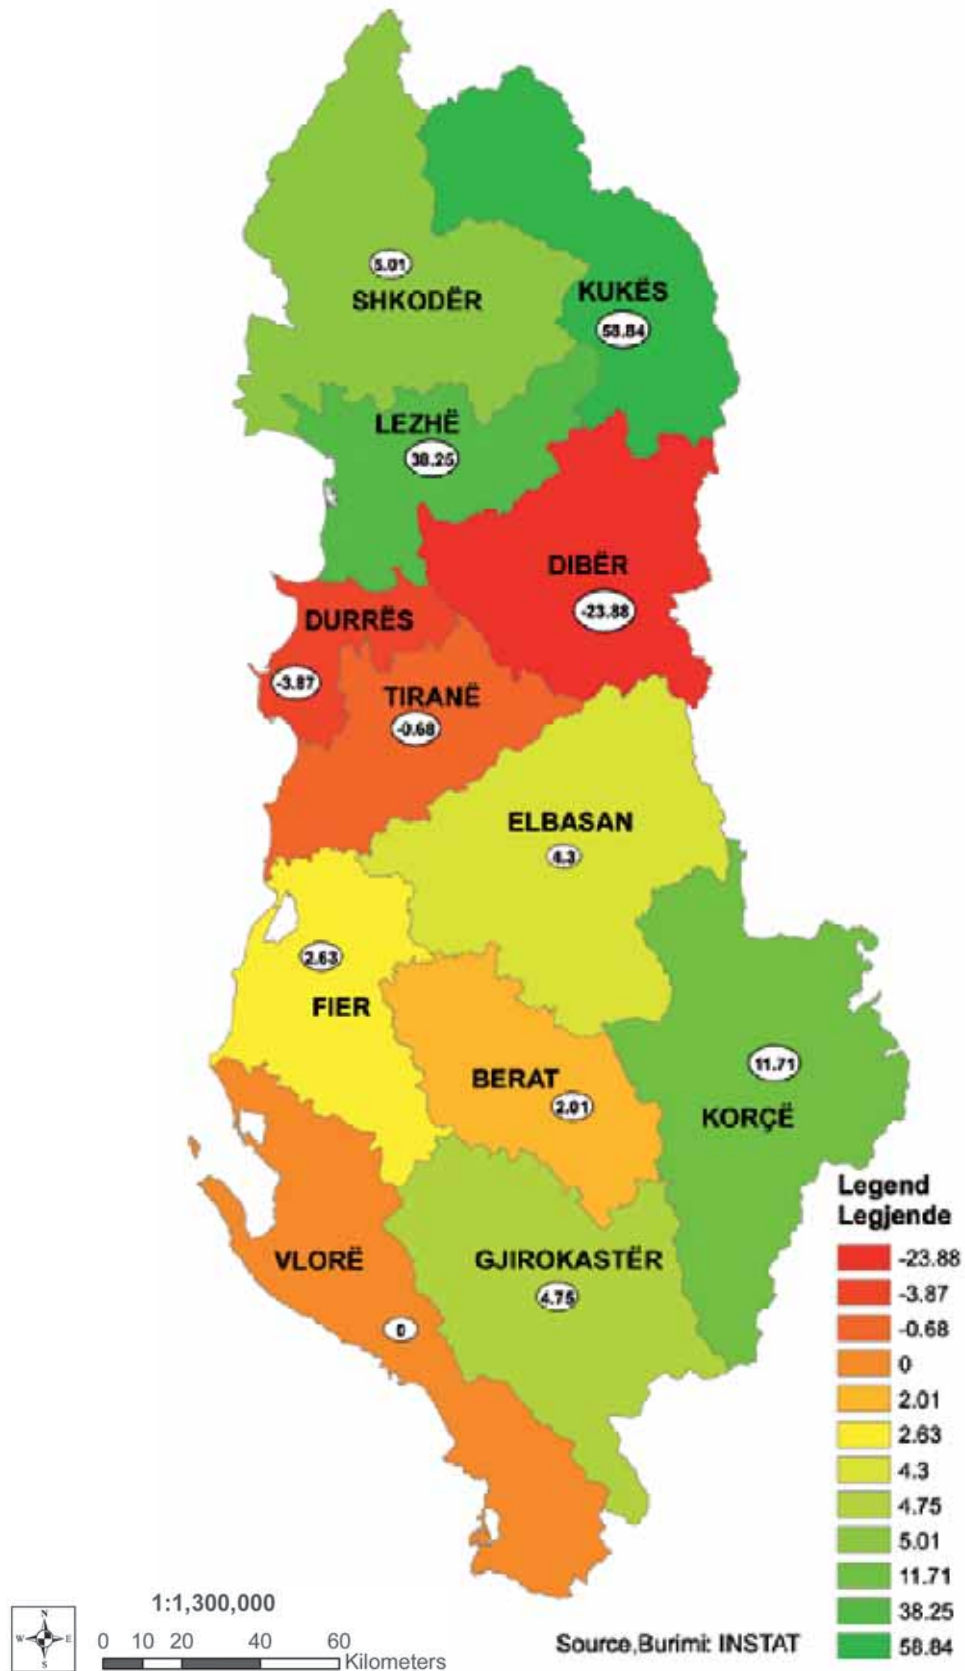 5.01
SHKODËR
KUKËS
58.84
LEZHË
38.25
DIBËR
-23.88
DURRËS
-3.87
TIRANË
-0.68
ELBASAN
4.3
2.63
FIER
BERAT
2.01
11.71
KORÇË
VLORË
0
GJIROKASTËR
4.75
Legend
Legjende
-23.88
-3.87
-0.68
0
2.01
2.63
4.3
4.75
5.01
11.71
38.25
58.84
1:1,300,000
N
W E
S
0 10 20 40 60
Kilometers
Source,Burimi: INSTAT